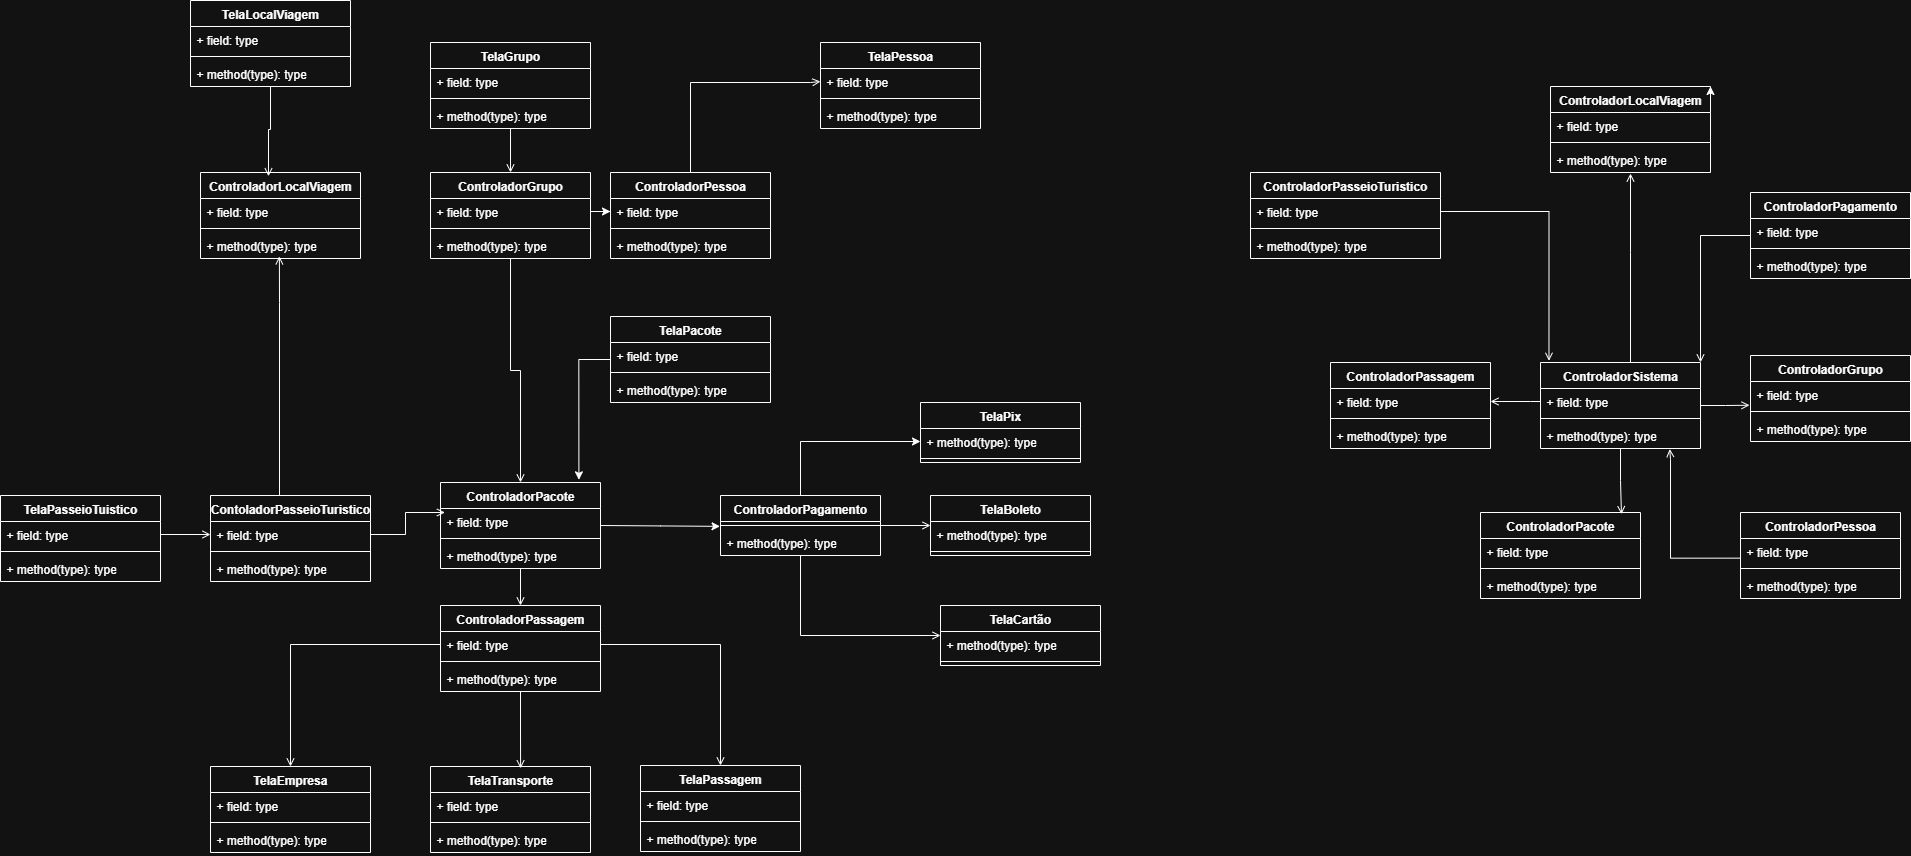 TelaLocalViagem
+ field: type
+ method(type): type
TelaGrupo
+ field: type
+ method(type): type
TelaPessoa
+ field: type
+ method(type): type
ControladorLocalViagem
+ field: type
+ method(type): type
ControladorGrupo
+ field: type
+ method(type): type
ControladorPessoa
+ field: type
+ method(type): type
TelaPacote
+ field: type
+ method(type): type
TelaPix
+ method(type): type
TelaPasseioTuistico
+ field: type
+ method(type): type
ContoladorPasseioTuristico
+ field: type
+ method(type): type
ControladorPacote
+ field: type
+ method(type): type
ControladorPagamento
+ method(type): type
TelaBoleto
+ method(type): type
ControladorPassagem
+ field: type
+ method(type): type
TelaCartão
+ method(type): type
TelaEmpresa
+ field: type
+ method(type): type
TelaTransporte
+ field: type
+ method(type): type
TelaPassagem
+ field: type
+ method(type): type
ControladorLocalViagem
+ field: type
+ method(type): type
ControladorPasseioTuristico
+ field: type
+ method(type): type
ControladorPagamento
+ field: type
+ method(type): type
ControladorPassagem
+ field: type
+ method(type): type
ControladorSistema
+ field: type
+ method(type): type
ControladorGrupo
+ field: type
+ method(type): type
ControladorPacote
+ field: type
+ method(type): type
ControladorPessoa
+ field: type
+ method(type): type